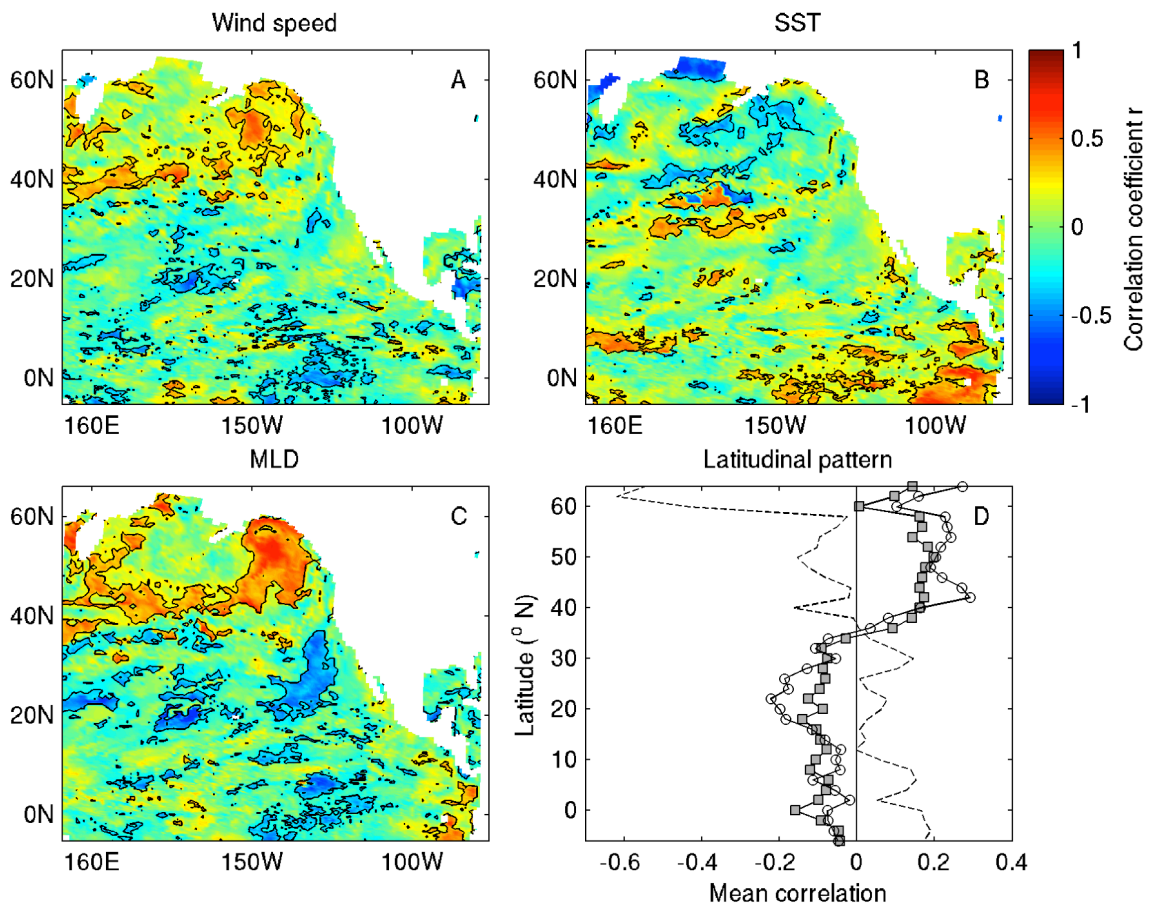 Wind speed
SST
A
60N
40N
20N
0N
160E 150W 100W
B
60N
40N
20N
0N
160E 150W 100W
1
0.5
0
-0.5
-1
Correlation coefficient r
MLD
Latitudinal pattern
C
60N
40N
20N
0N
160E 150W 100W
D
60
50
40
30
20
10
0
Latitude (° N)
-0.6 -0.4 -0.2 0 0.2 0.4
Mean correlation